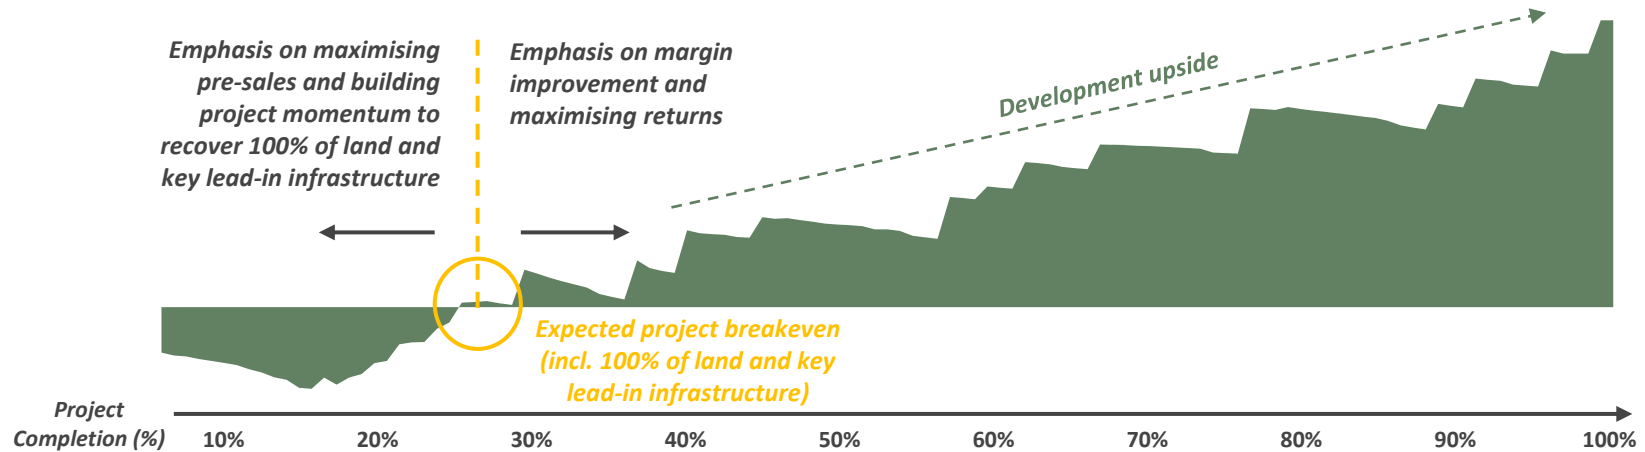 Emphasis on maximising
pre-sales and building
project momentum to
recover 100% of land and
key lead-in infrastructure
Emphasis on margin
improvement and
maximising returns
Development upside
Expected project breakeven
(incl. 100% of land and key
lead-in infrastructure)
Project
Completion (%)
10% 20% 30% 40% 50% 60% 70% 80% 90% 100%